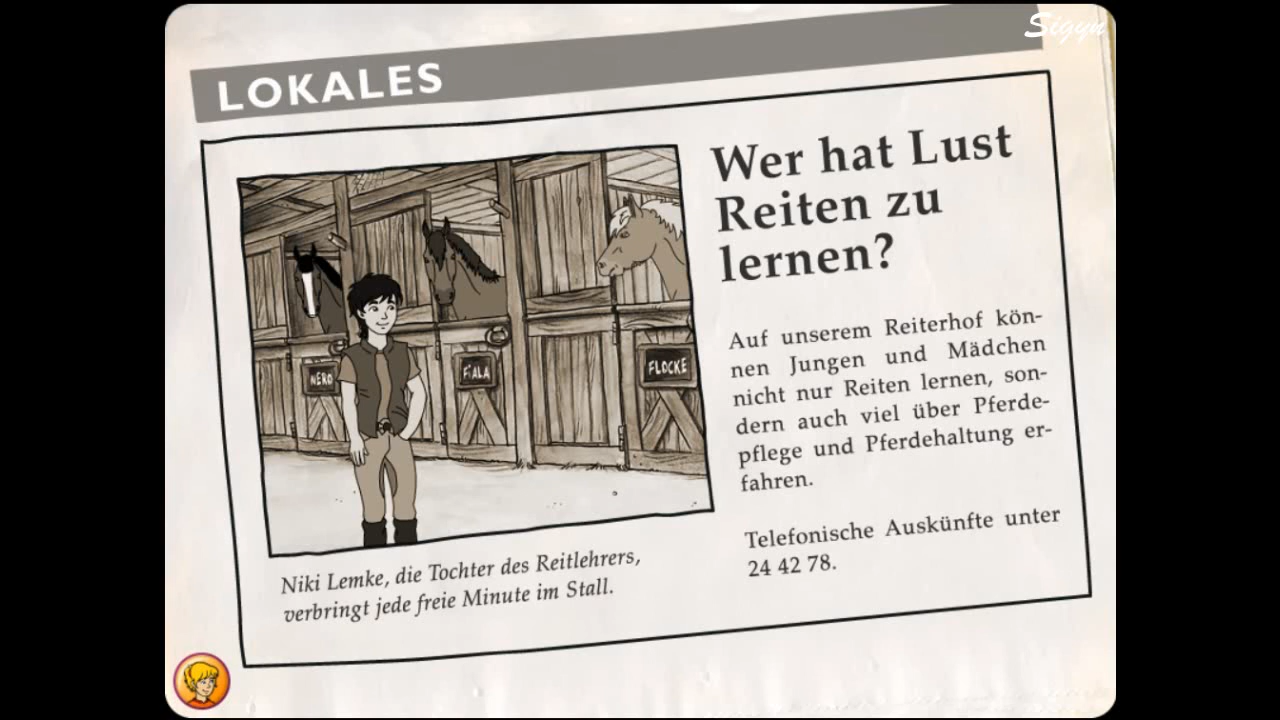 Sigyn
LOKALES
NERO
FIALA
FLOCKE
Niki Lemke, die Tochter des Reitlehrers,
verbringt jede freie Minute im Stall.
Wer hat Lust
Reiten zu
lernen?
Auf unserem Reiterhof kön-
nen Jungen und Mädchen
nicht nur Reiten lernen, son-
dern auch viel über Pferde-
pflege und Pferdehaltung er-
fahren.
Telefonische Auskünfte unter
24 42 78.